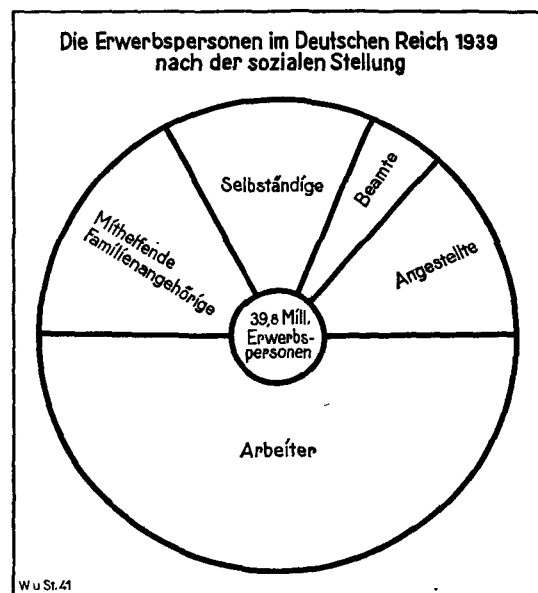 Die Erwerbspersonen im Deutschen Reich 1939
nach der sozialen Stellung
Selbständige
Beamte
Mithelfende
Familienangehörige
Angestellte
39,8 Mill.
Erwerbs-
personen
Arbeiter
W u St. 41